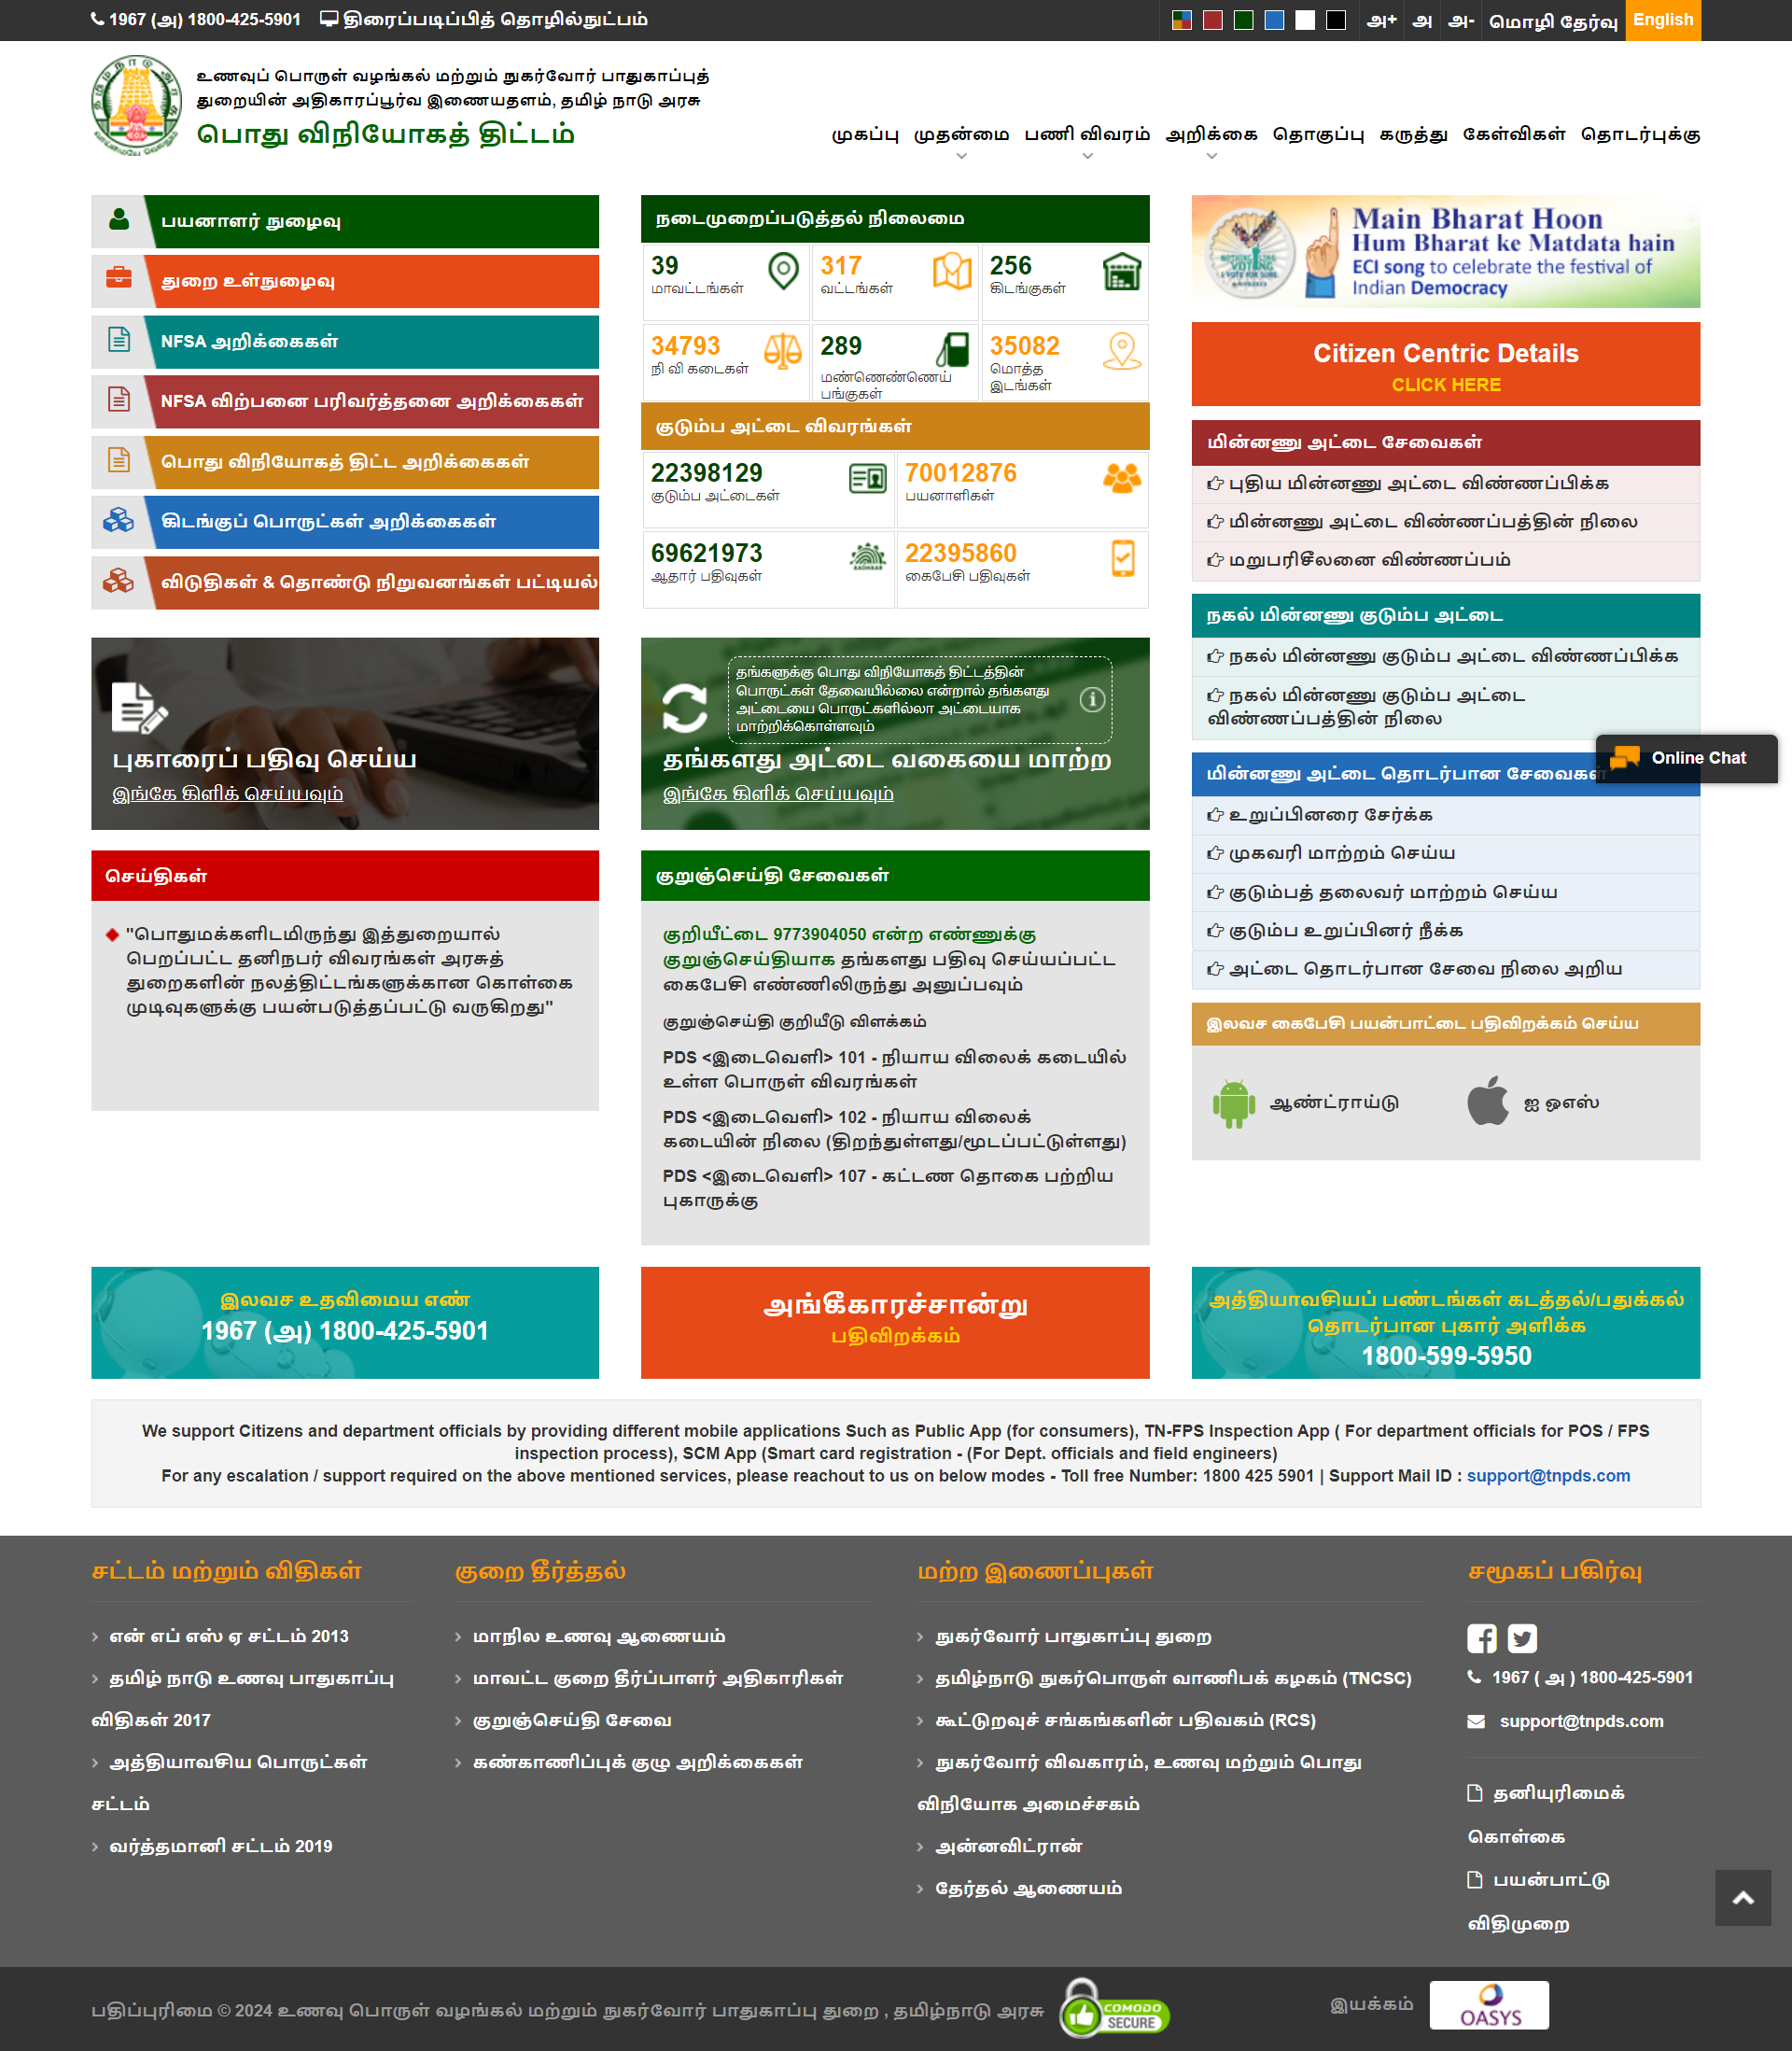 1967 (அ) 1800-425-5901 திரைப்படிப்பித் தொழில்நுட்பம்
அ+ அ அ- மொழி தேர்வு English
உணவுப் பொருள் வழங்கல் மற்றும் நுகர்வோர் பாதுகாப்புத்
துறையின் அதிகாரப்பூர்வ இணையதளம், தமிழ் நாடு அரசு
பொது விநியோகத் திட்டம்
முகப்பு முதன்மை பணி விவரம் அறிக்கை தொகுப்பு கருத்து கேள்விகள் தொடர்புக்கு
பயனாளர் நுழைவு
துறை உள்நுழைவு
NFSA அறிக்கைகள்
NFSA விற்பனை பரிவர்த்தனை அறிக்கைகள்
பொது விநியோகத் திட்ட அறிக்கைகள்
கிடங்குப் பொருட்கள் அறிக்கைகள்
விடுதிகள் & தொண்டு நிறுவனங்கள் பட்டியல்
நடைமுறைப்படுத்தல் நிலைமை
39
மாவட்டங்கள்
317
வட்டங்கள்
256
கிடங்குகள்
34793
நி வி கடைகள்
289
மண்ணெண்ணெய்
பங்குகள்
35082
மொத்த
இடங்கள்
குடும்ப அட்டை விவரங்கள்
22398129
குடும்ப அட்டைகள்
70012876
பயனாளிகள்
69621973
ஆதார் பதிவுகள்
AADHAAR
22395860
கைபேசி பதிவுகள்
Main Bharat Hoon
Hum Bharat ke Matdata hain
ECI song to celebrate the festival of
Indian Democracy
Citizen Centric Details
CLICK HERE
மின்னணு அட்டை சேவைகள்
புதிய மின்னணு அட்டை விண்ணப்பிக்க
மின்னணு அட்டை விண்ணப்பத்தின் நிலை
மறுபரிசீலனை விண்ணப்பம்
நகல் மின்னணு குடும்ப அட்டை
நகல் மின்னணு குடும்ப அட்டை விண்ணப்பிக்க
நகல் மின்னணு குடும்ப அட்டை
விண்ணப்பத்தின் நிலை
மின்னணு அட்டை தொடர்பான சேவைகள்
Online Chat
உறுப்பினரை சேர்க்க
முகவரி மாற்றம் செய்ய
குடும்பத் தலைவர் மாற்றம் செய்ய
குடும்ப உறுப்பினர் நீக்க
அட்டை தொடர்பான சேவை நிலை அறிய
இலவச கைபேசி பயன்பாட்டை பதிவிறக்கம் செய்ய
ஆண்ட்ராய்டு
ஐ ஒஎஸ்
புகாரைப் பதிவு செய்ய
இங்கே கிளிக் செய்யவும்
தங்களுக்கு பொது விநியோகத் திட்டத்தின்
பொருட்கள் தேவையில்லை என்றால் தங்களது
அட்டையை பொருட்களில்லா அட்டையாக
மாற்றிக்கொள்ளவும்
தங்களது அட்டை வகையை மாற்ற
இங்கே கிளிக் செய்யவும்
செய்திகள்
"பொதுமக்களிடமிருந்து இத்துறையால்
பெறப்பட்ட தனிநபர் விவரங்கள் அரசுத்
துறைகளின் நலத்திட்டங்களுக்கான கொள்கை
முடிவுகளுக்கு பயன்படுத்தப்பட்டு வருகிறது"
குறுஞ்செய்தி சேவைகள்
குறியீட்டை 9773904050 என்ற எண்ணுக்கு
குறுஞ்செய்தியாக தங்களது பதிவு செய்யப்பட்ட
கைபேசி எண்ணிலிருந்து அனுப்பவும்
குறுஞ்செய்தி குறியீடு விளக்கம்
PDS <இடைவெளி> 101 - நியாய விலைக் கடையில்
உள்ள பொருள் விவரங்கள்
PDS <இடைவெளி> 102 - நியாய விலைக்
கடையின் நிலை (திறந்துள்ளது/மூடப்பட்டுள்ளது)
PDS <இடைவெளி> 107 - கட்டண தொகை பற்றிய
புகாருக்கு
இலவச உதவிமைய எண்
1967 (அ) 1800-425-5901
அங்கீகாரச்சான்று
பதிவிறக்கம்
அத்தியாவசியப் பண்டங்கள் கடத்தல்/பதுக்கல்
தொடர்பான புகார் அளிக்க
1800-599-5950
We support Citizens and department officials by providing different mobile applications Such as Public App (for consumers), TN-FPS Inspection App ( For department officials for POS / FPS
inspection process), SCM App (Smart card registration - (For Dept. officials and field engineers)
For any escalation / support required on the above mentioned services, please reachout to us on below modes - Toll free Number: 1800 425 5901 | Support Mail ID : support@tnpds.com
சட்டம் மற்றும் விதிகள்
என் எப் எஸ் ஏ சட்டம் 2013
தமிழ் நாடு உணவு பாதுகாப்பு
விதிகள் 2017
அத்தியாவசிய பொருட்கள்
சட்டம்
வர்த்தமானி சட்டம் 2019
குறை தீர்த்தல்
மாநில உணவு ஆணையம்
மாவட்ட குறை தீர்ப்பாளர் அதிகாரிகள்
குறுஞ்செய்தி சேவை
கண்காணிப்புக் குழு அறிக்கைகள்
மற்ற இணைப்புகள்
நுகர்வோர் பாதுகாப்பு துறை
தமிழ்நாடு நுகர்பொருள் வாணிபக் கழகம் (TNCSC)
கூட்டுறவுச் சங்கங்களின் பதிவகம் (RCS)
நுகர்வோர் விவகாரம், உணவு மற்றும் பொது
விநியோக அமைச்சகம்
அன்னவிட்ரான்
தேர்தல் ஆணையம்
சமூகப் பகிர்வு
1967 ( அ ) 1800-425-5901
support@tnpds.com
தனியுரிமைக்
கொள்கை
பயன்பாட்டு
விதிமுறை
பதிப்புரிமை © 2024 உணவு பொருள் வழங்கல் மற்றும் நுகர்வோர் பாதுகாப்பு துறை , தமிழ்நாடு அரசு
COMODO
SECURE
இயக்கம்
OASYS